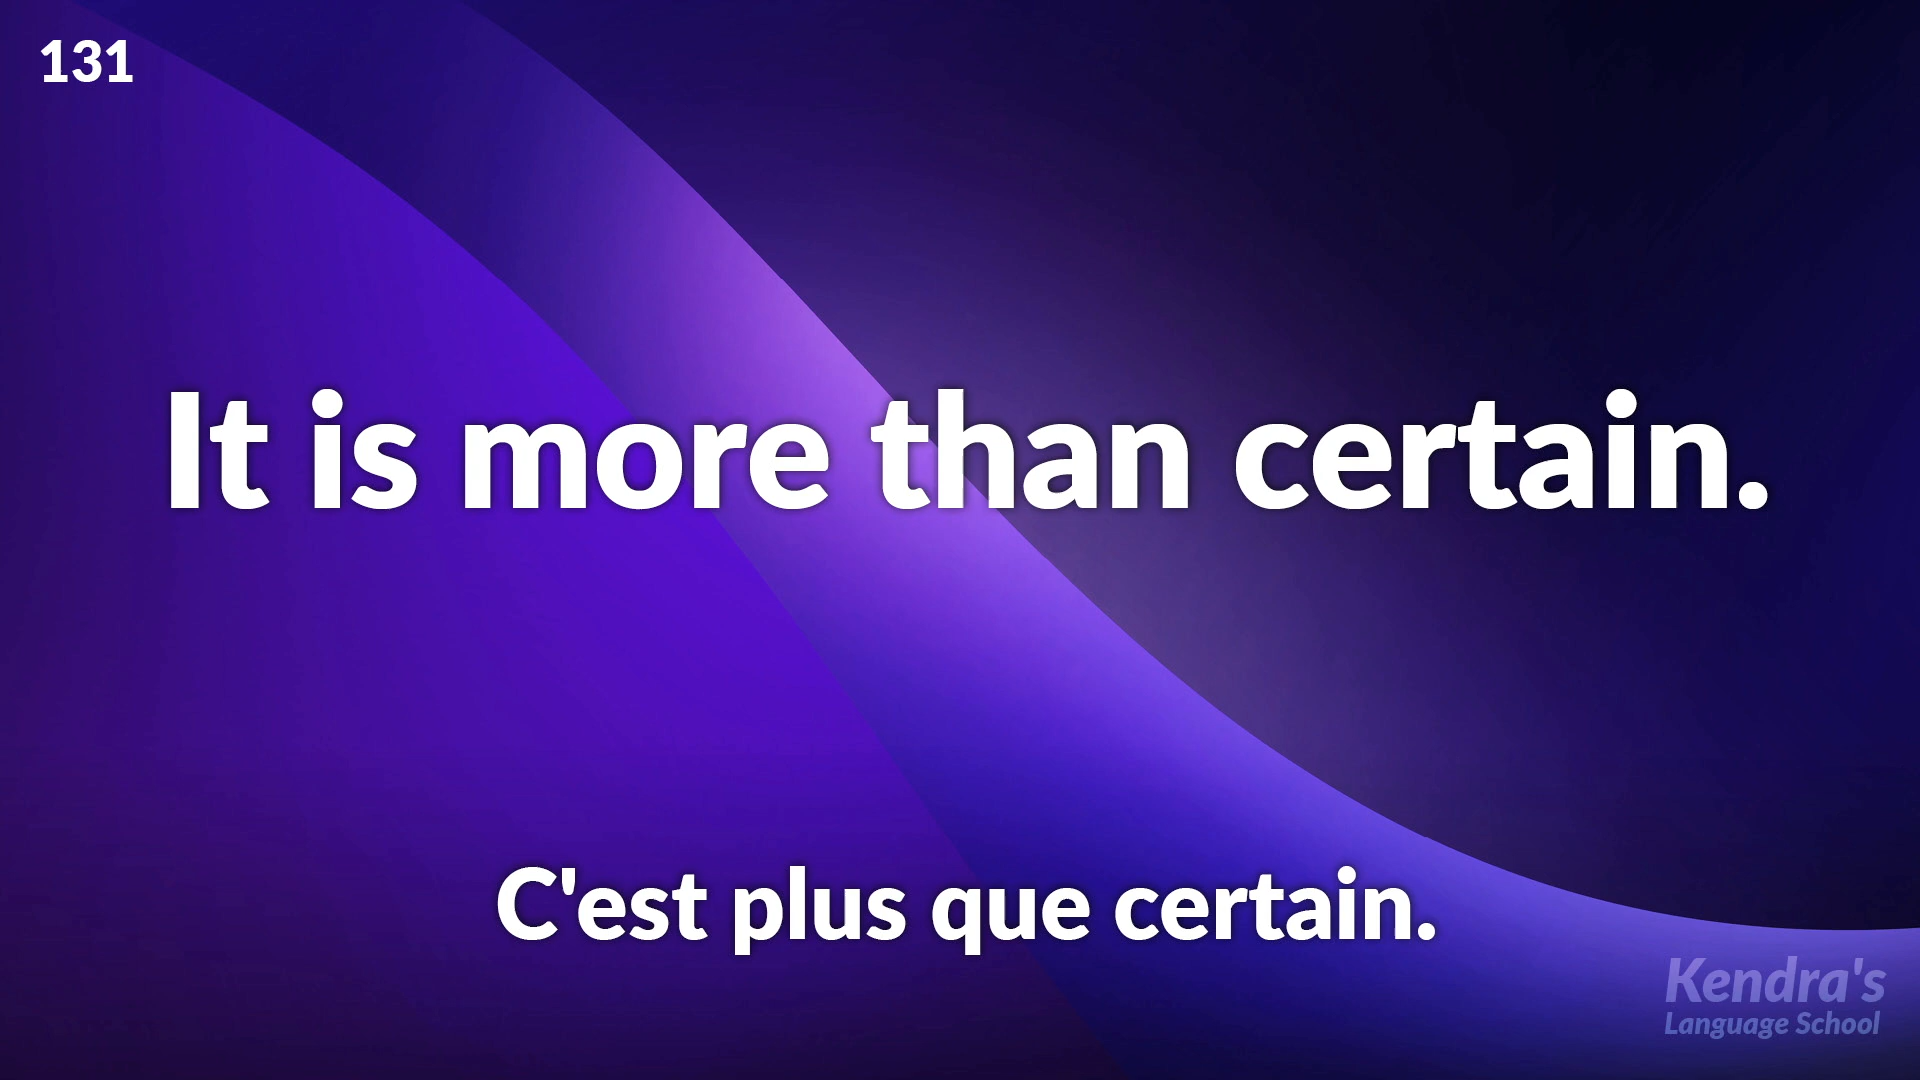 131
It is more than certain.
C'est plus que certain.
Kendra's
Language School